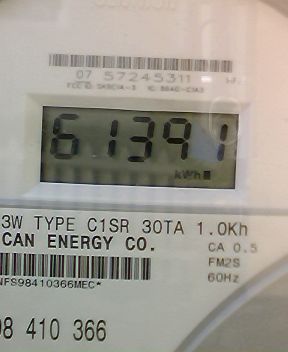 07 57245311
61391
kWh
3W TYPE C1SR 30TA 1.0Kh
CAN ENERGY CO.
CA 0.5
FM2S
60Hz
NFS98410366MEC*
98 410 366